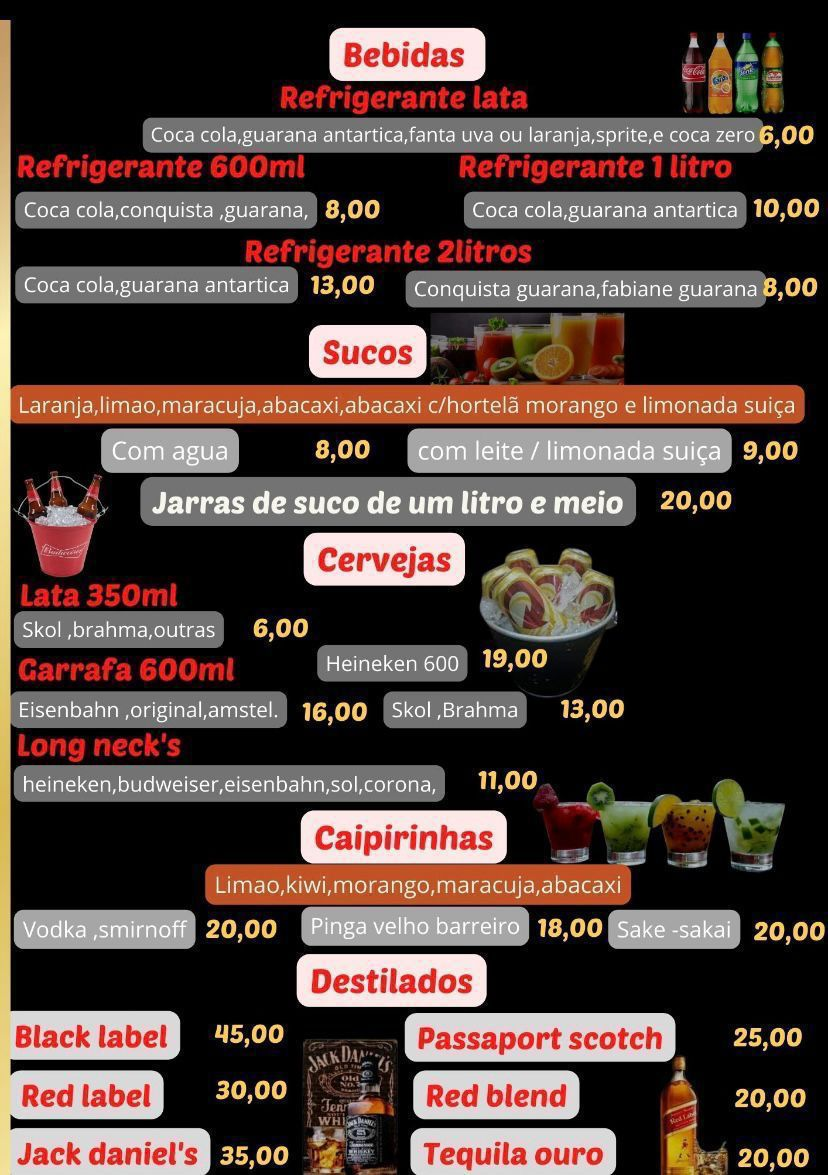 Bebidas
Refrigerante lata
Coca cola,guarana antartica,fanta uva ou laranja,sprite,e coca zero 6,00
Refrigerante 600ml Refrigerante 1 litro
Coca cola,conquista ,guarana, 8,00 Coca cola,guarana antartica 10,00
Refrigerante 2litros
Coca cola,guarana antartica 13,00 Conquista guarana,fabiane guarana 8,00
Sucos
Laranja,limao,maracuja,abacaxi,abacaxi c/hortelã morango e limonada suiça
Com agua 8,00 com leite / limonada suiça 9,00
Jarras de suco de um litro e meio 20,00
Budweiser
Cervejas
Lata 350ml
Skol ,brahma,outras 6,00
Garrafa 600ml Heineken 600 19,00
Eisenbahn ,original,amstel. 16,00 Skol ,Brahma 13,00
Long neck's
heineken,budweiser,eisenbahn,sol,corona, 11,00
Caipirinhas
Limao,kiwi,morango,maracuja,abacaxi
Vodka ,smirnoff 20,00 Pinga velho barreiro 18,00 Sake -sakai 20,00
Destilados
Black label 45,00 Passaport scotch 25,00
Red label 30,00 Red blend 20,00
Jack daniel's 35,00 Tequila ouro 20,00
JACK DANIEL'S